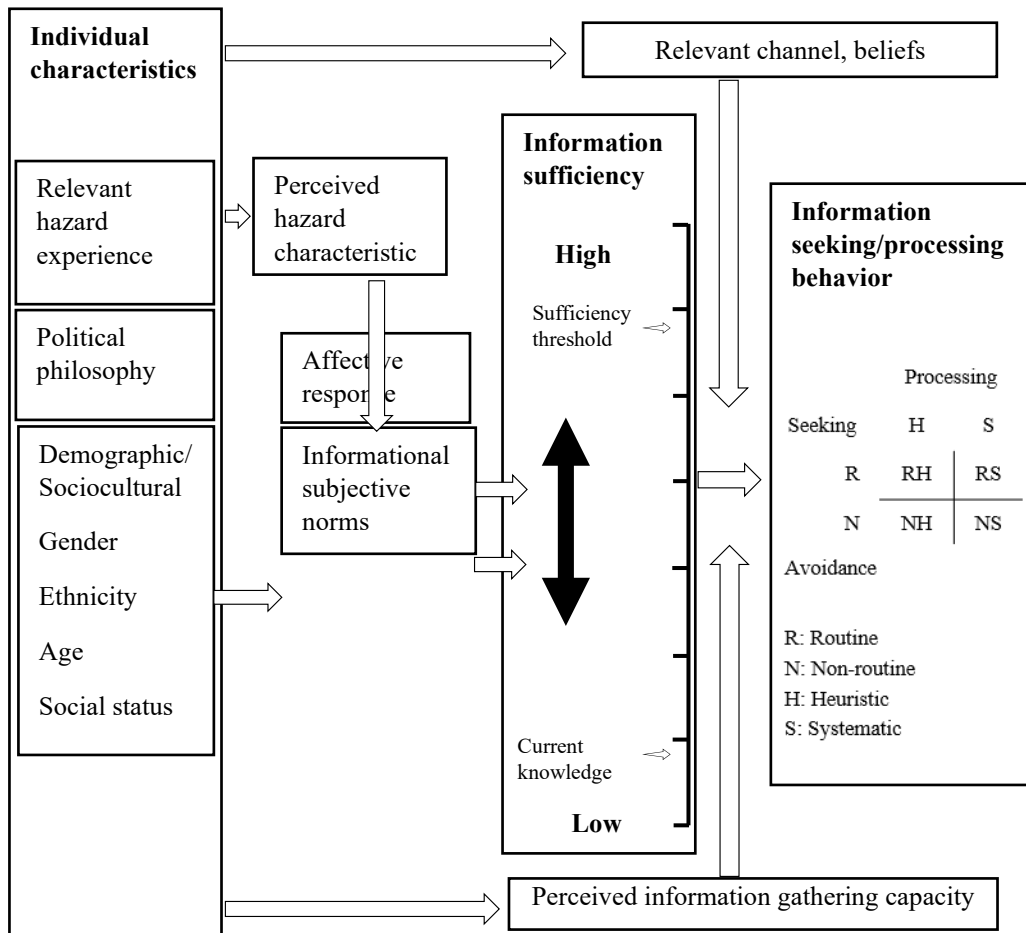 Individual
characteristics
Relevant channel, beliefs
Relevant
hazard
experience
Political
philosophy
Demographic/
Sociocultural
Gender
Ethnicity
Age
Social status
Perceived
hazard
characteristic
Affective
response
Informational
subjective
norms
Information
sufficiency
High
Sufficiency
threshold
Current
knowledge
Low
Information
seeking/processing
behavior
Processing
Seeking H S
R RH RS
N NH NS
Avoidance
R: Routine
N: Non-routine
H: Heuristic
S: Systematic
Perceived information gathering capacity